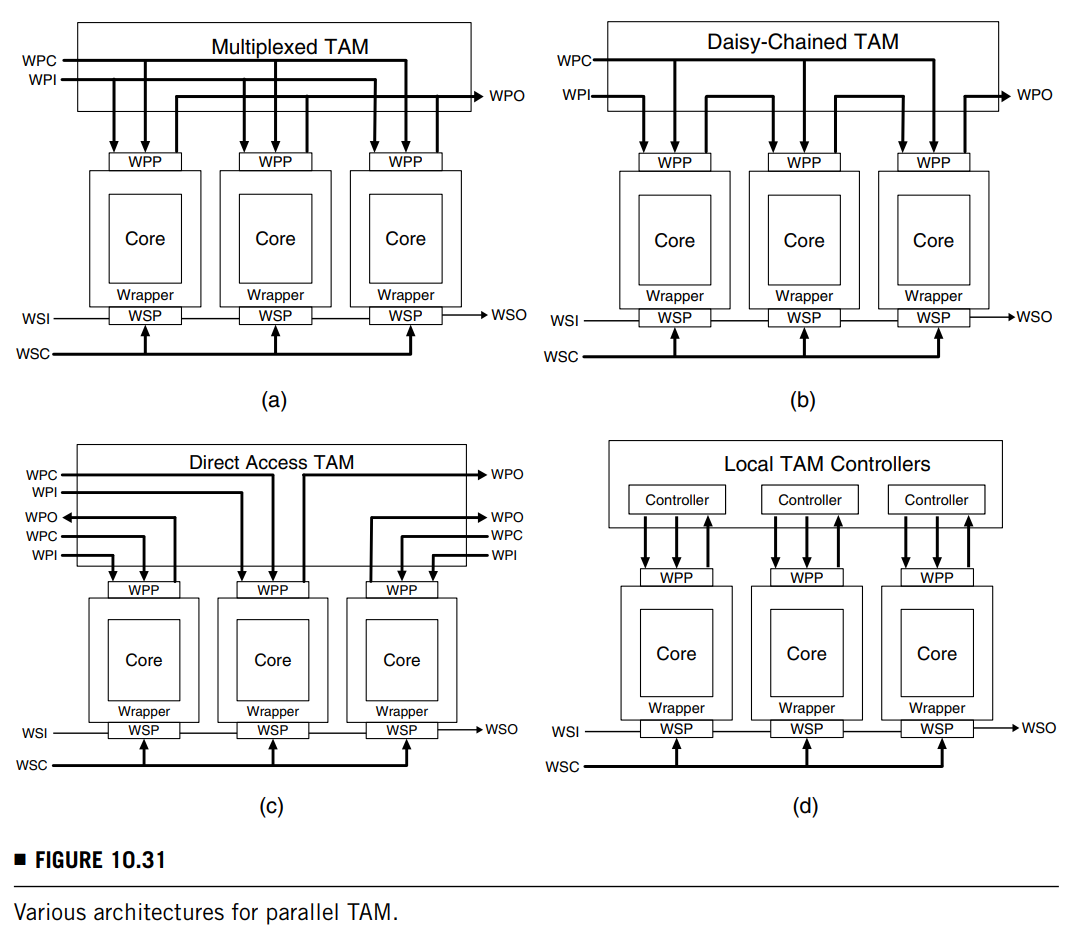 Multiplexed TAM
WPC
WPI
WPO
WPP WPP WPP
Core Core Core
Wrapper Wrapper Wrapper
WSI WSP WSP WSP WSO
WSC
(a)
Daisy-Chained TAM
WPC
WPI WPO
WPP WPP WPP
Core Core Core
Wrapper Wrapper Wrapper
WSI WSP WSP WSP WSO
WSC
(b)
Direct Access TAM
WPC WPO
WPI
WPO WPO
WPC WPC
WPI WPI
WPP WPP WPP
Core Core Core
Wrapper Wrapper Wrapper
WSI WSP WSP WSP WSO
WSC
(c)
Local TAM Controllers
Controller Controller Controller
WPP WPP WPP
Core Core Core
Wrapper Wrapper Wrapper
WSI WSP WSP WSP WSO
WSC
(d)
■ FIGURE 10.31
Various architectures for parallel TAM.